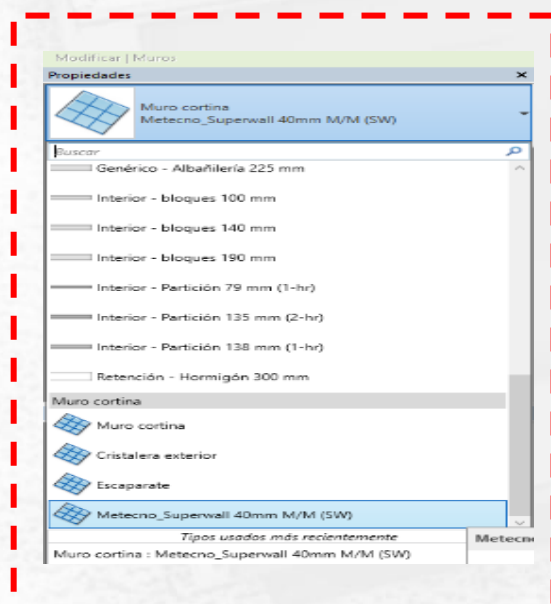 Modificar | Muros
Propiedades
Muro cortina
Metecno_Superwall 40mm M/M (SW)
Buscar
Genérico - Albañilería 225 mm
Interior - bloques 100 mm
Interior - bloques 140 mm
Interior - bloques 190 mm
Interior - Partición 79 mm (1-hr)
Interior - Partición 135 mm (2-hr)
Interior - Partición 138 mm (1-hr)
Retención - Hormigón 300 mm
Muro cortina
Muro cortina
Cristalera exterior
Escaparate
Metecno_Superwall 40mm M/M (SW)
Tipos usados más recientemente
Muro cortina : Metecno_Superwall 40mm M/M (SW)